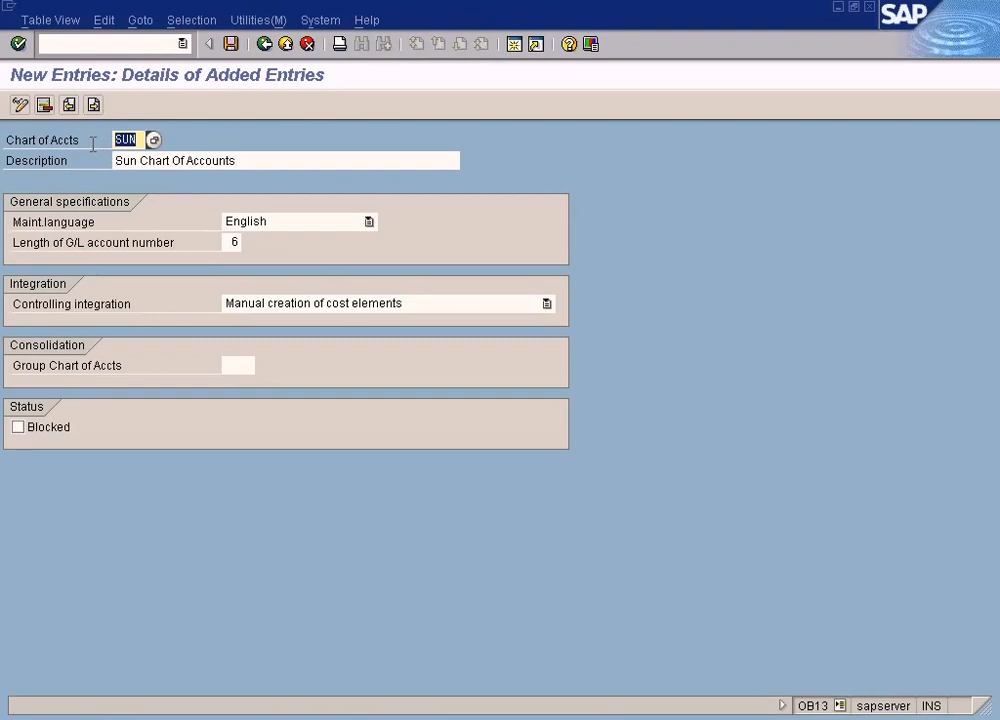 Table View Edit Goto Selection Utilities(M) System Help
SAP
New Entries: Details of Added Entries
Chart of Accts SUN
Description Sun Chart Of Accounts
General specifications
Maint.language English
Length of G/L account number 6
Integration
Controlling integration Manual creation of cost elements
Consolidation
Group Chart of Accts
Status
Blocked
OB13 sapserver INS